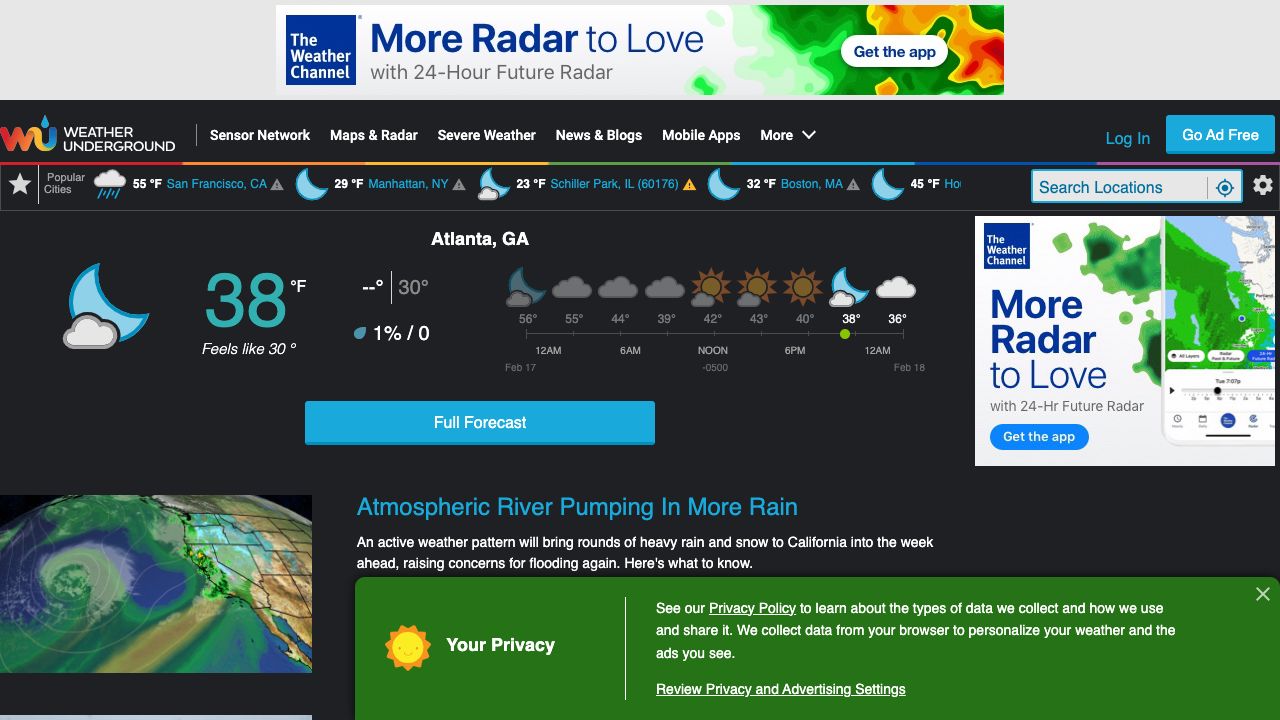 The
Weather
Channel
More Radar to Love
with 24-Hour Future Radar
Get the app
WEATHER
UNDERGROUND
Sensor Network
Maps & Radar
Severe Weather
News & Blogs
Mobile Apps
More
Log In
Go Ad Free
Popular
Cities
55 °F San Francisco, CA
29 °F Manhattan, NY
23 °F Schiller Park, IL (60176)
32 °F Boston, MA
45 °F Hou
Search Locations
Atlanta, GA
38 °F
Feels like 30 °
--° 30°
1% / 0
56° 55° 44° 39° 42° 43° 40° 38° 36°
12AM 6AM NOON 6PM 12AM
Feb 17 -0500 Feb 18
Full Forecast
The
Weather
Channel
More
Radar
to Love
with 24-Hr Future Radar
Get the app
All Layers
Tue 7:07p
Atmospheric River Pumping In More Rain
An active weather pattern will bring rounds of heavy rain and snow to California into the week
ahead, raising concerns for flooding again. Here's what to know.
Your Privacy
See our Privacy Policy to learn about the types of data we collect and how we use
and share it. We collect data from your browser to personalize your weather and the
ads you see.
Review Privacy and Advertising Settings